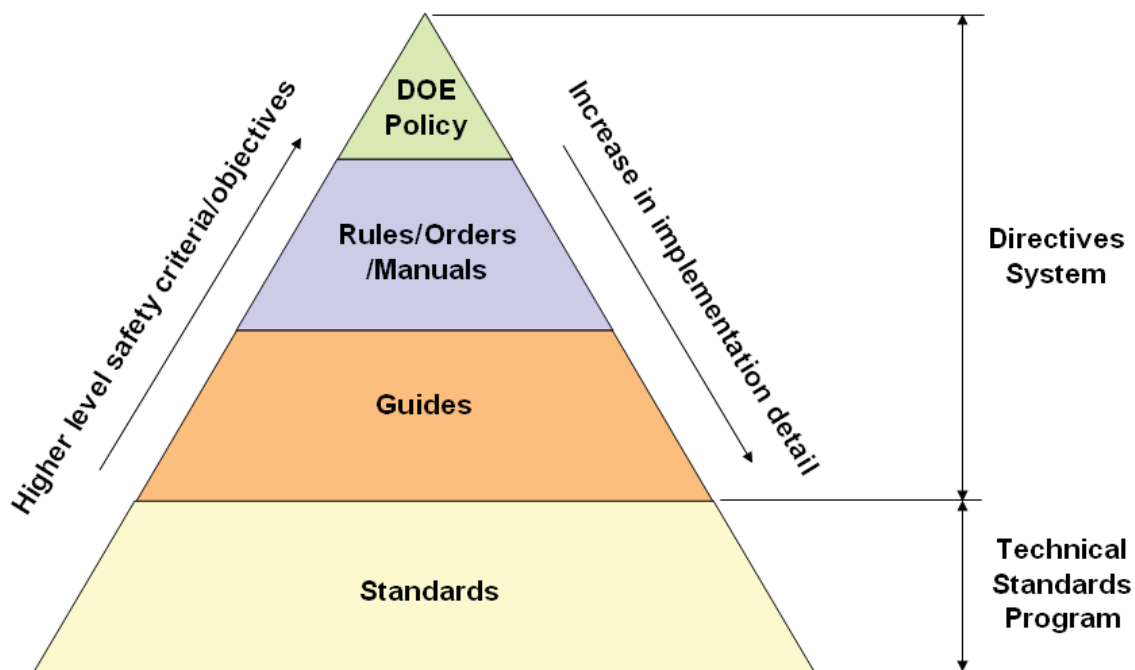 DOE
Policy
Rules/Orders
/Manuals
Guides
Standards
Higher level safety criteria/objectives
Increase in implementation detail
Directives
System
Technical
Standards
Program